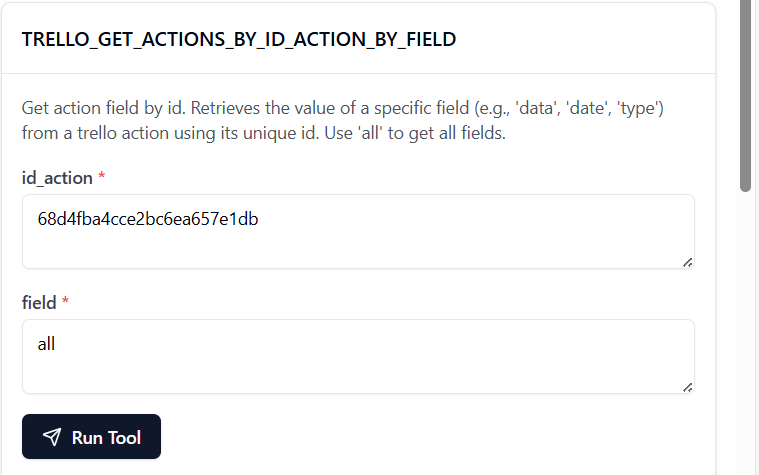 TRELLO_GET_ACTIONS_BY_ID_ACTION_BY_FIELD
Get action field by id. Retrieves the value of a specific field (e.g., 'data', 'date', 'type')
from a trello action using its unique id. Use 'all' to get all fields.
id_action *
68d4fba4cce2bc6ea657e1db
field *
all
Run Tool